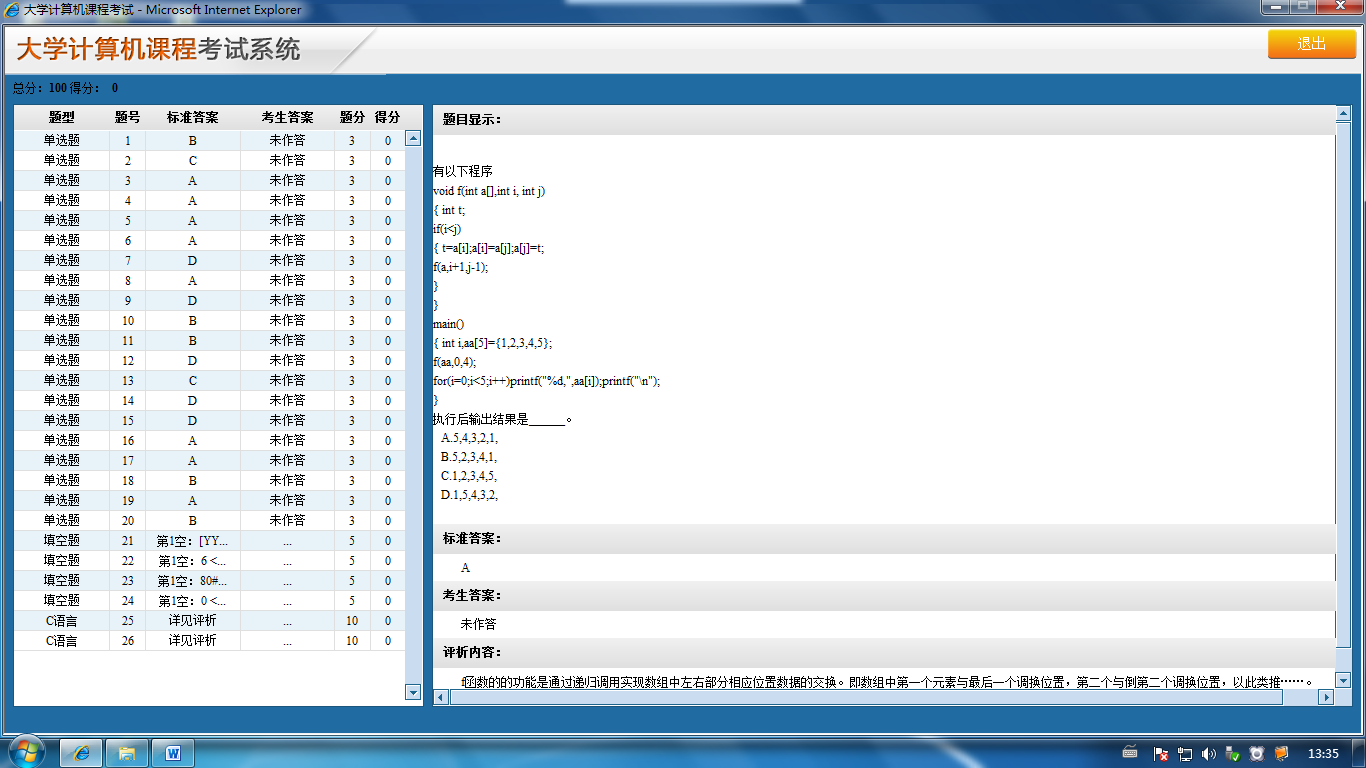 大学计算机课程考试 - Microsoft Internet Explorer
大学计算机课程考试系统
退出
总分：100 得分： 0
题型 题号 标准答案 考生答案 题分 得分
单选题 1 B 未作答 3 0
单选题 2 C 未作答 3 0
单选题 3 A 未作答 3 0
单选题 4 A 未作答 3 0
单选题 5 A 未作答 3 0
单选题 6 A 未作答 3 0
单选题 7 D 未作答 3 0
单选题 8 A 未作答 3 0
单选题 9 D 未作答 3 0
单选题 10 B 未作答 3 0
单选题 11 B 未作答 3 0
单选题 12 D 未作答 3 0
单选题 13 C 未作答 3 0
单选题 14 D 未作答 3 0
单选题 15 D 未作答 3 0
单选题 16 A 未作答 3 0
单选题 17 A 未作答 3 0
单选题 18 B 未作答 3 0
单选题 19 A 未作答 3 0
单选题 20 B 未作答 3 0
填空题 21 第1空：[YY... ... 5 0
填空题 22 第1空：6 <... ... 5 0
填空题 23 第1空：80#... ... 5 0
填空题 24 第1空：0 <... ... 5 0
C语言 25 详见评析 ... 10 0
C语言 26 详见评析 ... 10 0
题目显示：
有以下程序
void f(int a[],int i, int j)
{ int t;
if(i<j)
{ t=a[i];a[i]=a[j];a[j]=t;
f(a,i+1,j-1);
}
}
main()
{ int i,aa[5]={1,2,3,4,5};
f(aa,0,4);
for(i=0;i<5;i++)printf("%d,",aa[i]);printf("\n");
}
执行后输出结果是______。
A.5,4,3,2,1,
B.5,2,3,4,1,
C.1,2,3,4,5,
D.1,5,4,3,2,
标准答案：
A
考生答案：
未作答
评析内容：
f函数的的功能是通过递归调用实现数组中左右部分相应位置数据的交换。即数组中第一个元素与最后一个调换位置，第二个与倒第二个调换位置，以此类推……。
13:35